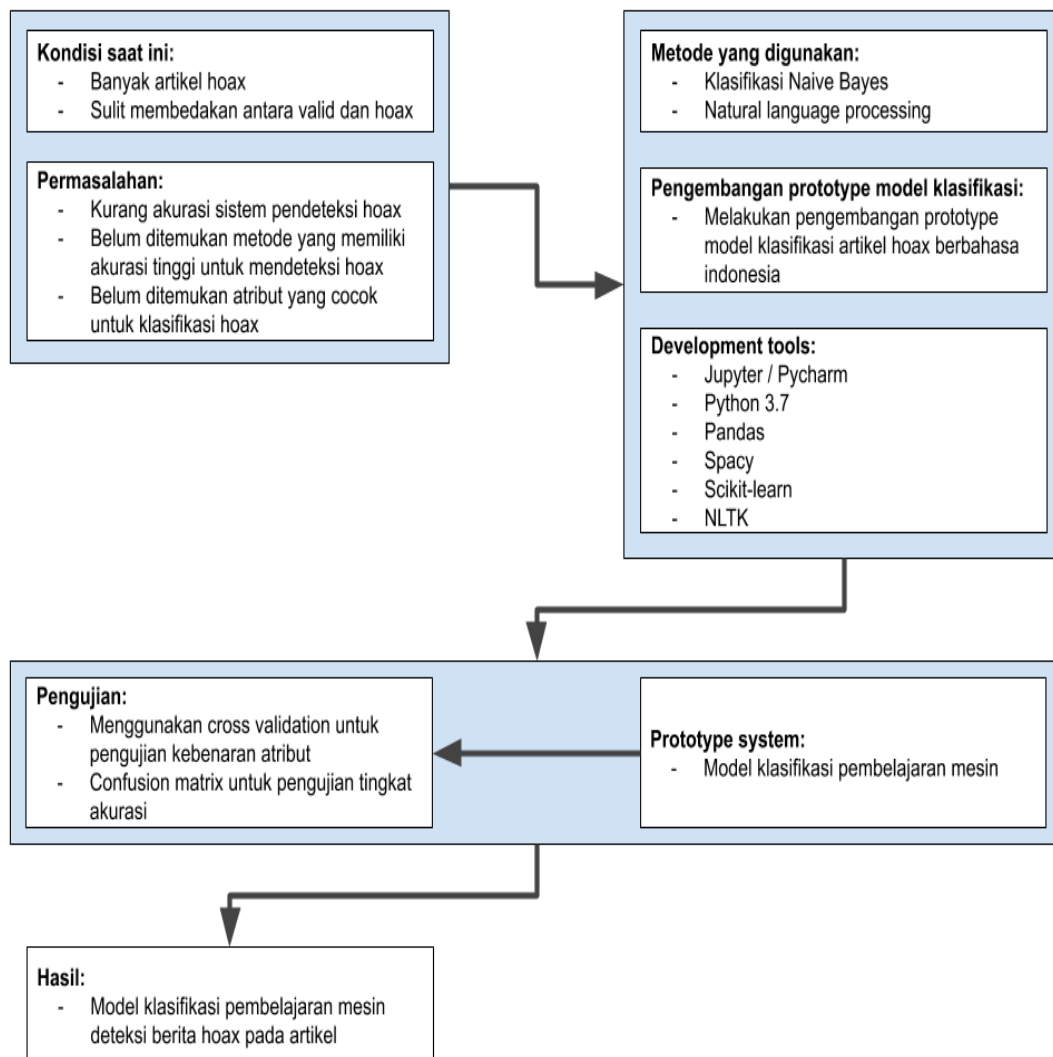 Kondisi saat ini:
- Banyak artikel hoax
- Sulit membedakan antara valid dan hoax
Permasalahan:
- Kurang akurasi sistem pendeteksi hoax
- Belum ditemukan metode yang memiliki
akurasi tinggi untuk mendeteksi hoax
- Belum ditemukan atribut yang cocok
untuk klasifikasi hoax
Metode yang digunakan:
- Klasifikasi Naive Bayes
- Natural language processing
Pengembangan prototype model klasifikasi:
- Melakukan pengembangan prototype
model klasifikasi artikel hoax berbahasa
indonesia
Development tools:
- Jupyter / Pycharm
- Python 3.7
- Pandas
- Spacy
- Scikit-learn
- NLTK
Pengujian:
- Menggunakan cross validation untuk
pengujian kebenaran atribut
- Confusion matrix untuk pengujian tingkat
akurasi
Prototype system:
- Model klasifikasi pembelajaran mesin
Hasil:
- Model klasifikasi pembelajaran mesin
deteksi berita hoax pada artikel